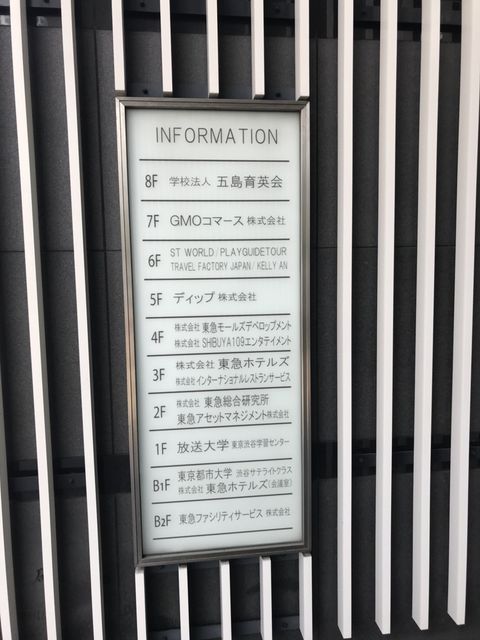 INFORMATION
8F 学校法人 五島育英会
7F GMOコマース 株式会社
6F ST WORLD/PLAYGUIDETOUR
TRAVEL FACTORY JAPAN/KELLY AN
5F ディップ 株式会社
4F 株式会社 東急モールズデベロップメント
株式会社 SHIBUYA109エンタテイメント
3F 株式会社 東急ホテルズ
株式会社 インターナショナルレストランサービス
2F 株式会社 東急総合研究所
東急アセットマネジメント株式会社
1F 放送大学 東京渋谷学習センター
B1F 東京都市大学 渋谷サテライトクラス
株式会社 東急ホテルズ(会議室)
B2F 東急ファシリティサービス 株式会社